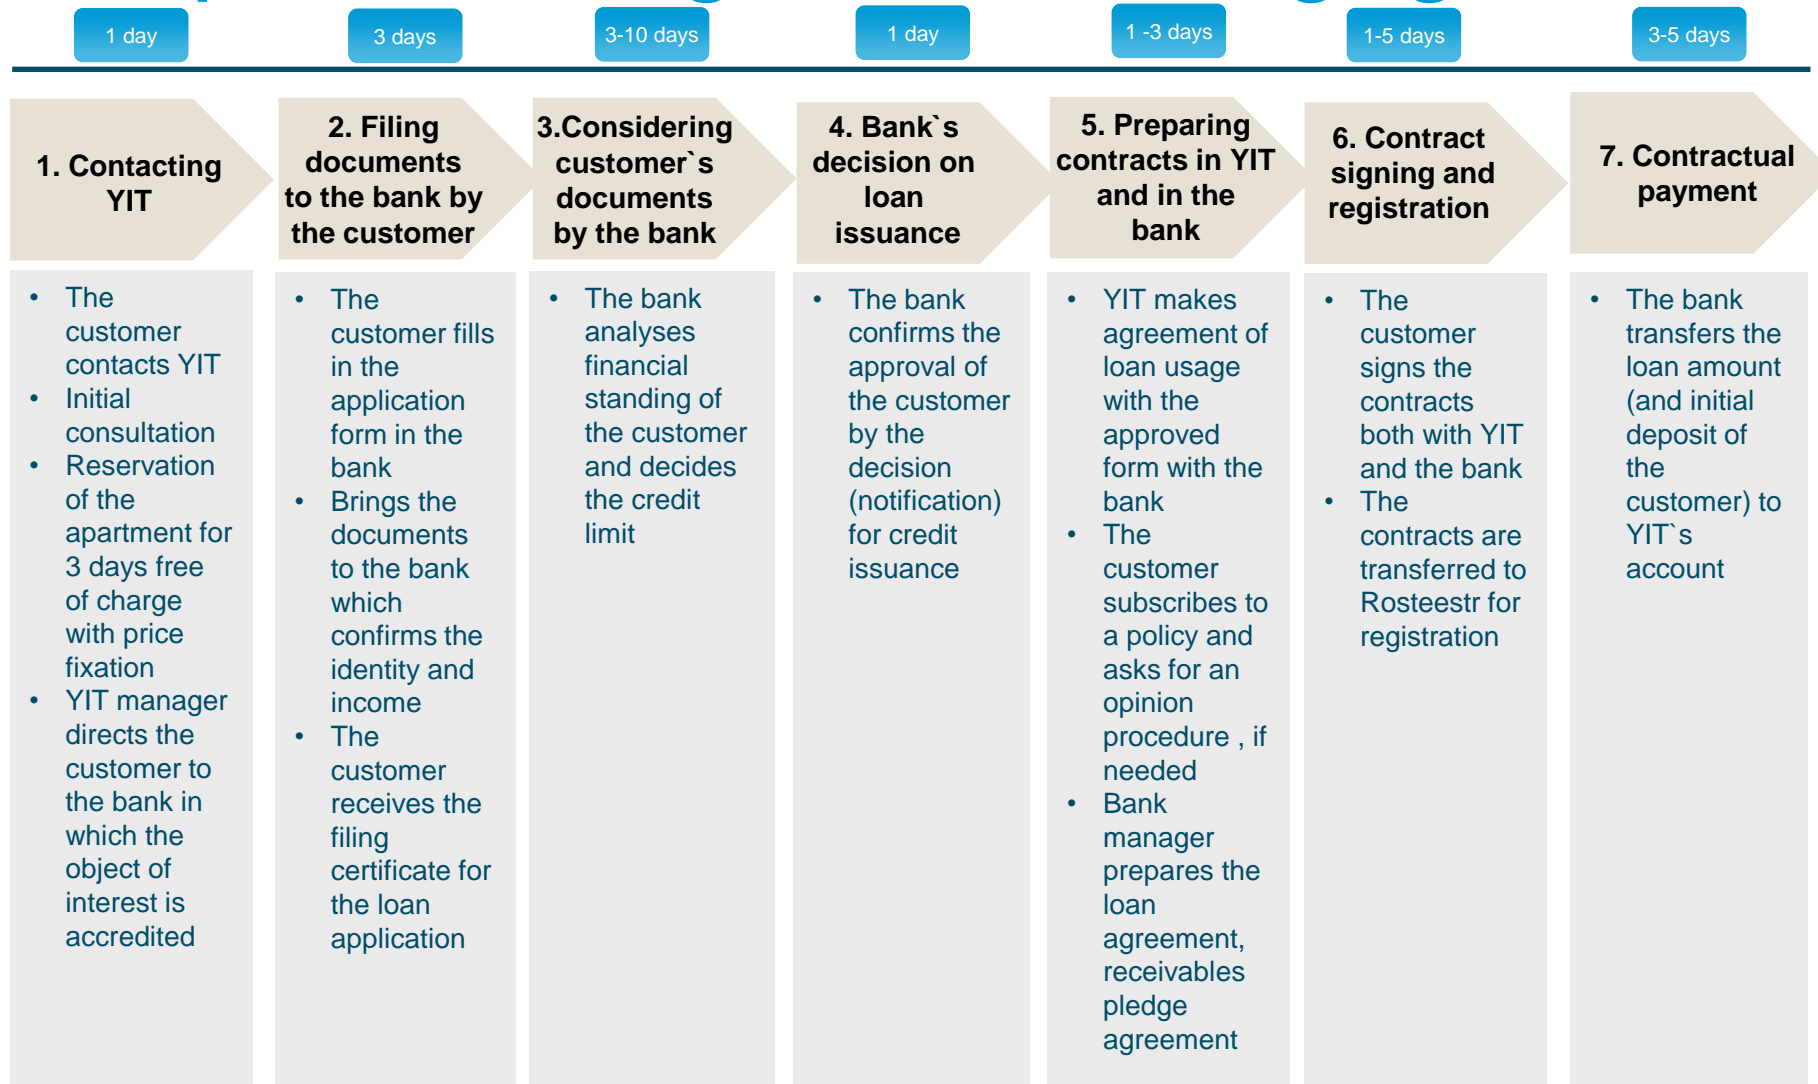 1 day
3 days
3-10 days
1 day
1 -3 days
1-5 days
3-5 days
1. Contacting
YIT
2. Filing
documents
to the bank by
the customer
3.Considering
customer`s
documents
by the bank
4. Bank`s
decision on
loan
issuance
5. Preparing
contracts in YIT
and in the
bank
6. Contract
signing and
registration
7. Contractual
payment
• The
customer
contacts YIT
• Initial
consultation
• Reservation
of the
apartment for
3 days free
of charge
with price
fixation
• YIT manager
directs the
customer to
the bank in
which the
object of
interest is
accredited
• The
customer fills
in the
application
form in the
bank
• Brings the
documents
to the bank
which
confirms the
identity and
income
• The
customer
receives the
filing
certificate for
the loan
application
• The bank
analyses
financial
standing of
the customer
and decides
the credit
limit
• The bank
confirms the
approval of
the customer
by the
decision
(notification)
for credit
issuance
• YIT makes
agreement of
loan usage
with the
approved
form with the
bank
• The
customer
subscribes to
a policy and
asks for an
opinion
procedure , if
needed
• Bank
manager
prepares the
loan
agreement,
receivables
pledge
agreement
• The
customer
signs the
contracts
both with YIT
and the bank
• The
contracts are
transferred to
Rosteestr for
registration
• The bank
transfers the
loan amount
(and initial
deposit of
the
customer) to
YIT`s
account